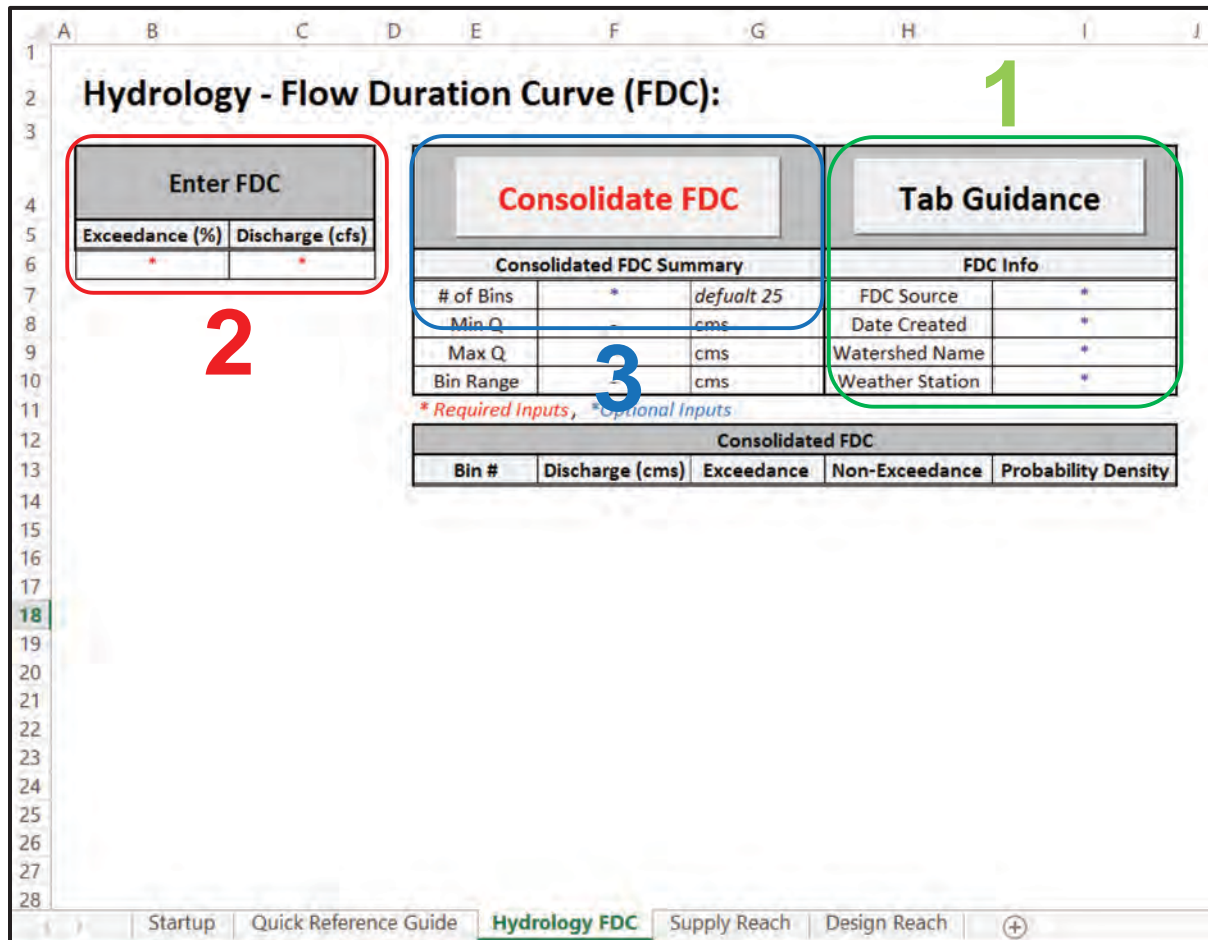 A B C D E F G H I J
1
1
2 Hydrology - Flow Duration Curve (FDC):
3
4 Enter FDC Consolidate FDC Tab Guidance
5 Exceedance (%) Discharge (cfs)
6 * * Consolidated FDC Summary FDC Info
7 # of Bins * defualt 25 FDC Source *
8 Min Q - cms Date Created *
2
3
9 Max Q cms Watershed Name *
10 Bin Range - cms Weather Station *
11 * Required Inputs, *Optional Inputs
12 Consolidated FDC
13 Bin # Discharge (cms) Exceedance Non-Exceedance Probability Density
14
15
16
17
18
19
20
21
22
23
24
25
26
27
28
Startup Quick Reference Guide Hydrology FDC Supply Reach Design Reach